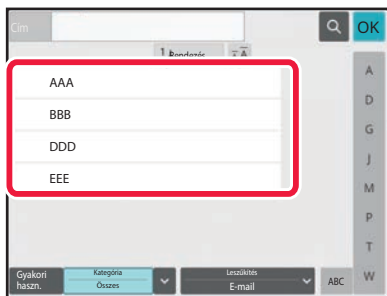 Cím
OK
1 Rendezés
AAA
BBB
DDD
EEE
A
D
G
J
M
P
T
W
Gyakori
haszn.
Kategória
Összes
Leszűkítés
E-mail
ABC